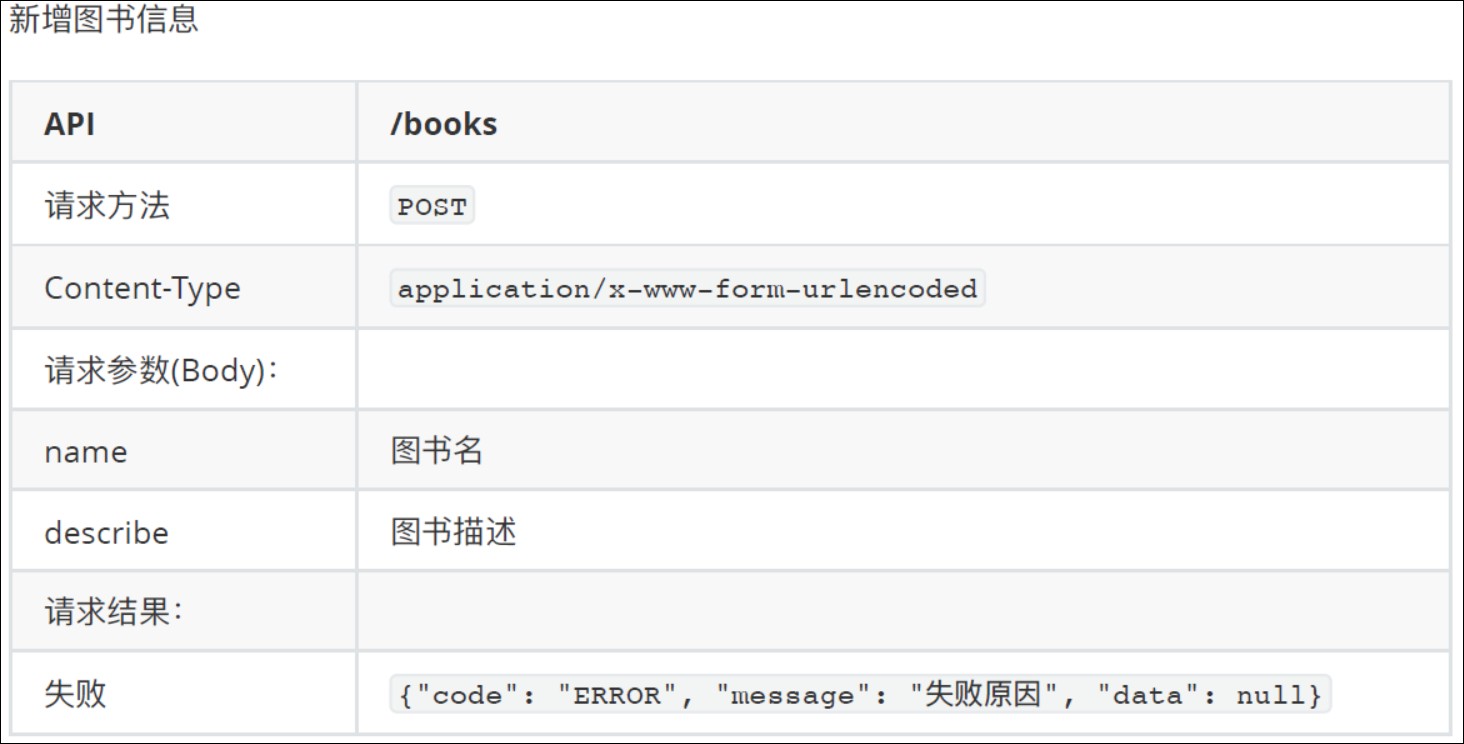 新增图书信息
API /books
请求方法 POST
Content-Type application/x-www-form-urlencoded
请求参数(Body)：
name 图书名
describe 图书描述
请求结果：
失败 {"code": "ERROR", "message": "失败原因", "data": null}